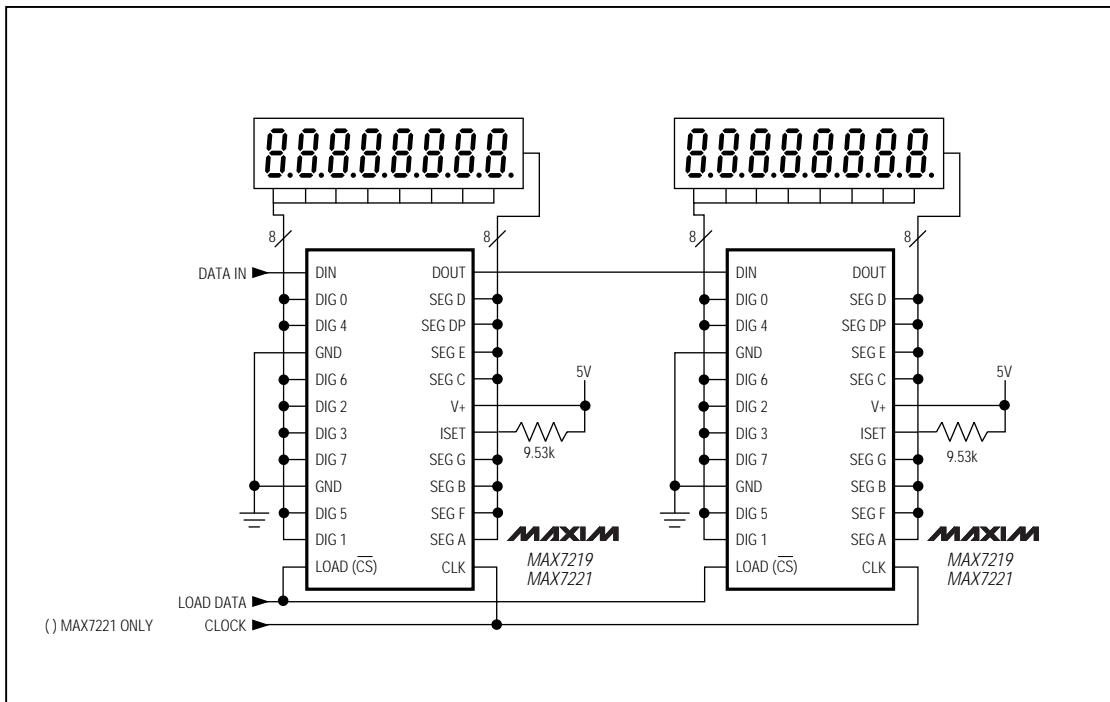 8.8.8.8.8.8.8.8.
8.8.8.8.8.8.8.8.
8
8
8
8
DATA IN
DIN
DIG 0
DIG 4
GND
DIG 6
DIG 2
DIG 3
DIG 7
GND
DIG 5
DIG 1
LOAD (C̅S̅)
DOUT
SEG D
SEG DP
SEG E
SEG C
V+
ISET
SEG G
SEG B
SEG F
SEG A
CLK
5V
9.53k
MAXIM
MAX7219
MAX7221
DIN
DIG 0
DIG 4
GND
DIG 6
DIG 2
DIG 3
DIG 7
GND
DIG 5
DIG 1
LOAD (C̅S̅)
DOUT
SEG D
SEG DP
SEG E
SEG C
V+
ISET
SEG G
SEG B
SEG F
SEG A
CLK
5V
9.53k
MAXIM
MAX7219
MAX7221
LOAD DATA
( ) MAX7221 ONLY
CLOCK